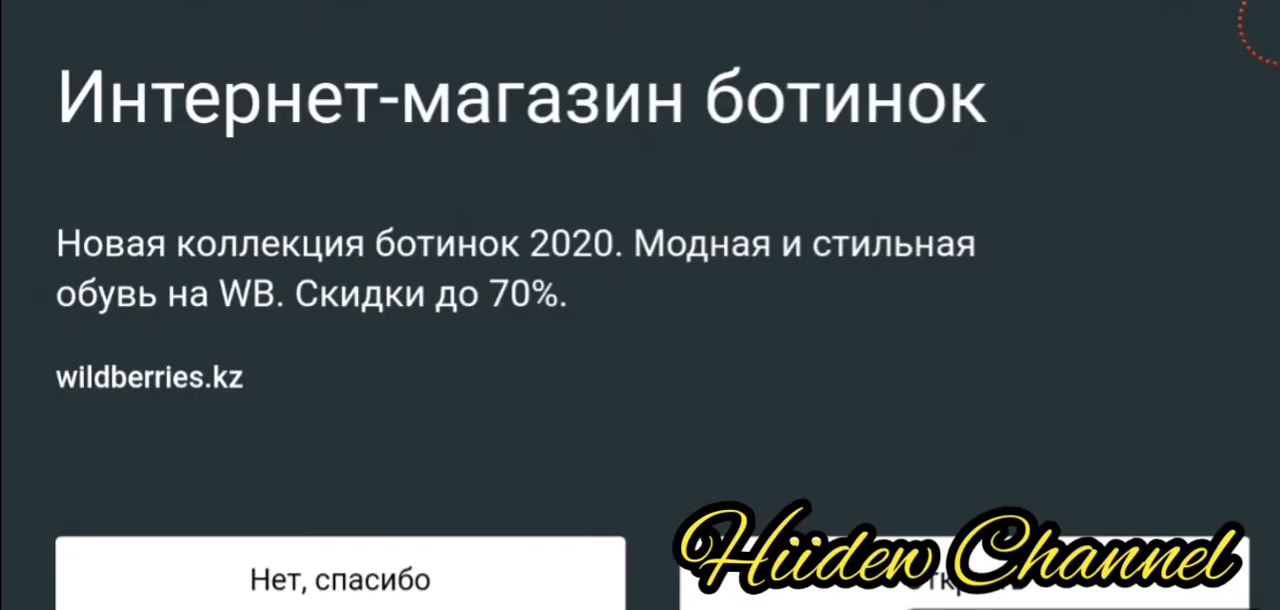 Интернет-магазин ботинок
Новая коллекция ботинок 2020. Модная и стильная
обувь на WB. Скидки до 70%.
wildberries.kz
Нет, спасибо
Hiiden Channel